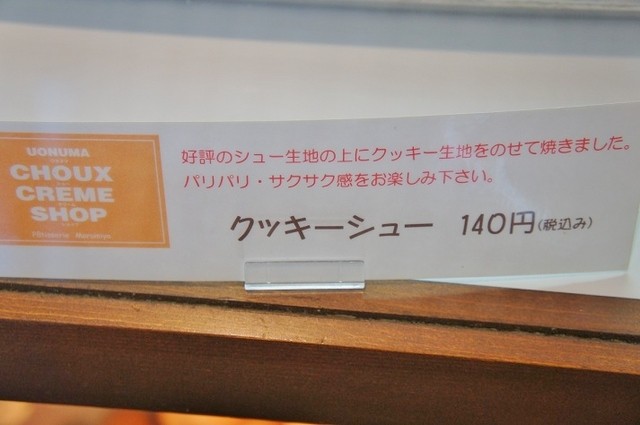 UONUMA
CHOUX
CREME
SHOP
好評のシュー生地の上にクッキー生地をのせて焼きました。
パリパリ・サクサク感をお楽しみ下さい。
クッキーシュー 140円(税込み)